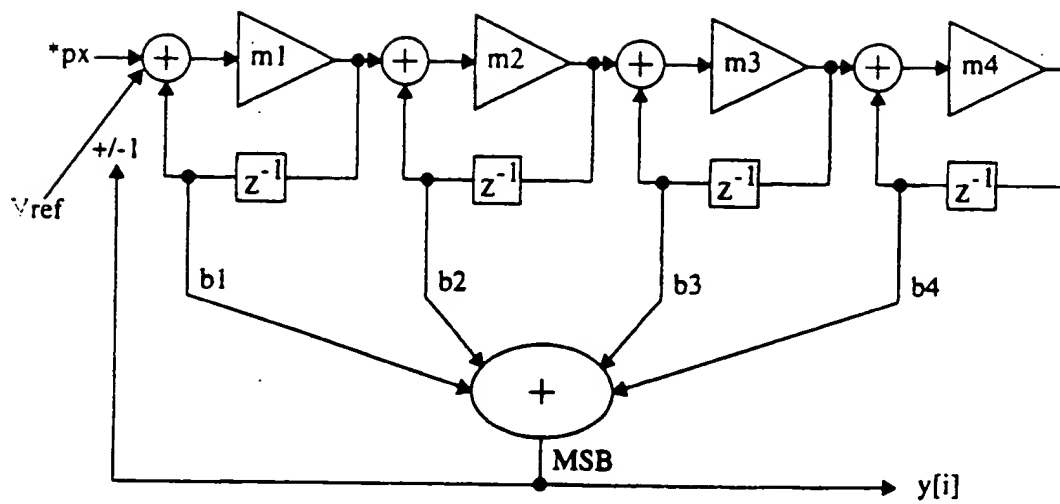 *px
m1
m2
m3
m4
+/-1
z⁻¹
z⁻¹
z⁻¹
z⁻¹
Vref
b1
b2
b3
b4
MSB
y[i]